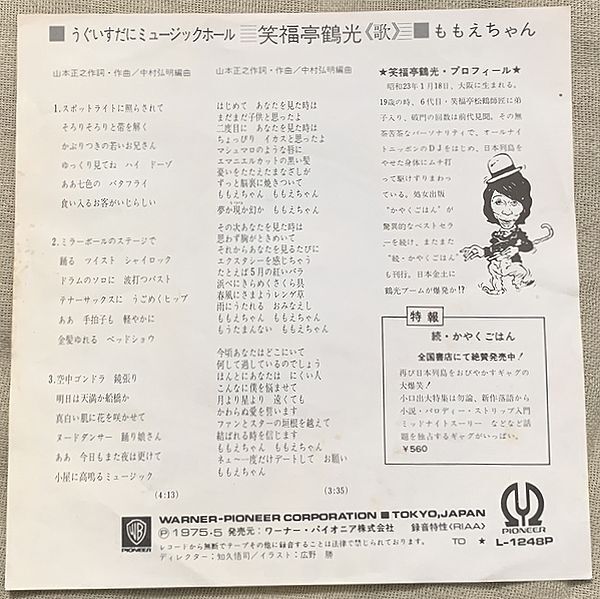 ■うぐいすだにミュージックホール 笑福亭鶴光《歌》 ■ももえちゃん
山本正之作詞・作曲／中村弘明編曲
1.スポットライトに照らされて
そろりそろりと帯を解く
かぶりつきの若いお兄さん
ゆっくり見てね ハイ ドーゾ
ああ七色の バタフライ
食い入るお客がいじらしい
2.ミラーボールのステージで
踊る ツイスト シャイロック
ドラムのソロに 波打つバスト
テナーサックスに うごめくヒップ
ああ 手拍子も 軽やかに
金髪ゆれる ベッドショウ
3.空中ゴンドラ 鏡張り
明日は天満か船橋か
真白い肌に花を咲かせて
ヌードダンサー 踊り娘さん
ああ 今日もまた夜は更けて
小屋に高鳴るミュージック
(4:13)
山本正之作詞・作曲／中村弘明編曲
はじめて あなたを見た時は
まだまだ子供と思ったよ
二度目に あなたを見た時は
ちょっぴり イカスと思ったよ
マシュマロのような唇に
エマニエルカットの黒い髪
憂いをたたえたまなざしが
ずっと脳裏に焼きついて
ももえちゃん ももえちゃん
夢か現か幻か ももえちゃん
その次あなたを見た時は
思わず胸がときめいて
それからあなたを見るたびに
エクスタシーを感じちゃう
たとえば5月の紅いバラ
浜べにきらめくさくら貝
春風にさまようレンゲ草
雨にうたれる おみなえし
ももえちゃん ももえちゃん
もうたまんない ももえちゃん
今頃あなたはどこにいて
何して過しているのでしょう
ほんとにあなたは にくい人
こんなに僕を悩ませて
月より星より 遠くても
かわらぬ愛を誓います
ファンとスターの垣根を越えて
結ばれる時を信じます
ももえちゃん ももえちゃん
ネェ〜一度だけデートして お願い
ももえちゃん
(3:35)
★笑福亭鶴光・プロフィール★
昭和23年1月18日、大阪に生まれる。
19歳の時、6代目・笑福亭松鶴師匠に弟
子入り、破門の回数は前代見聞。その無
茶苦茶なパーソナリティで、オールナイ
トニッポンのDJをはじめ、日本列島を
やせた身体にムチ打
って駆けずりまわっ
ている。処女出版
“かやくごはん”が
驚異的なベストセラ
ーを続け、またまた
“続・かやくごはん”
も刊行。日本全土に
鶴光ブームが爆発か!?
特報
続・かやくごはん
全国書店にて絶賛発売中！
再び日本列島をおびやかすギャグの
大爆笑！
小口出大特集は勿論、新作落語から
小説・パロディー・ストリップ入門
ミッドナイトスーリー などなど話
題を独占するギャグがいっぱい。
¥560
WB PIONEER
WARNER-PIONEER CORPORATION ■ TOKYO,JAPAN
Ⓟ1975・5 発売元：ワーナー・パイオニア株式会社 録音特性(RIAA)
レコードから無断でテープその他に録音することは法律で禁じられております。 TO ★
ディレクター：知久悟司／イラスト：広野 勝
PIONEER
L-1248P